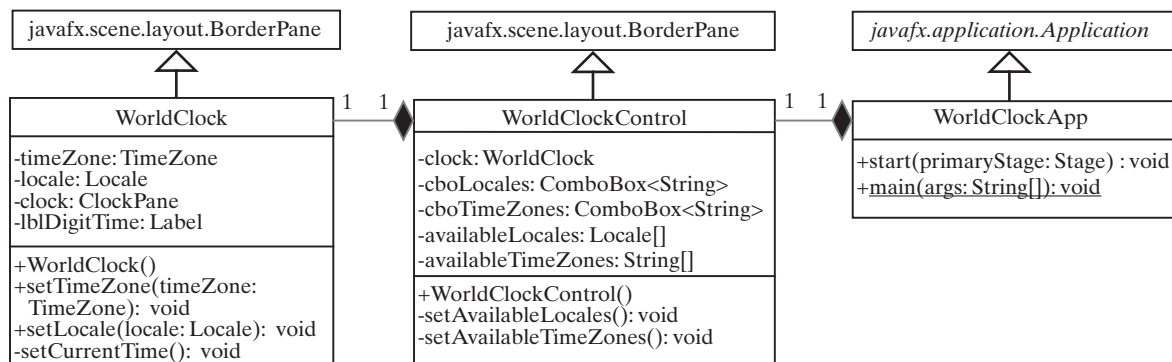 javafx.scene.layout.BorderPane
WorldClock
-timeZone: TimeZone
-locale: Locale
-clock: ClockPane
-lblDigitTime: Label
+WorldClock()
+setTimeZone(timeZone:
TimeZone): void
+setLocale(locale: Locale): void
-setCurrentTime(): void
1 1
javafx.scene.layout.BorderPane
WorldClockControl
-clock: WorldClock
-cboLocales: ComboBox<String>
-cboTimeZones: ComboBox<String>
-availableLocales: Locale[]
-availableTimeZones: String[]
+WorldClockControl()
-setAvailableLocales(): void
-setAvailableTimeZones(): void
1 1
javafx.application.Application
WorldClockApp
+start(primaryStage: Stage) : void
+main(args: String[]): void